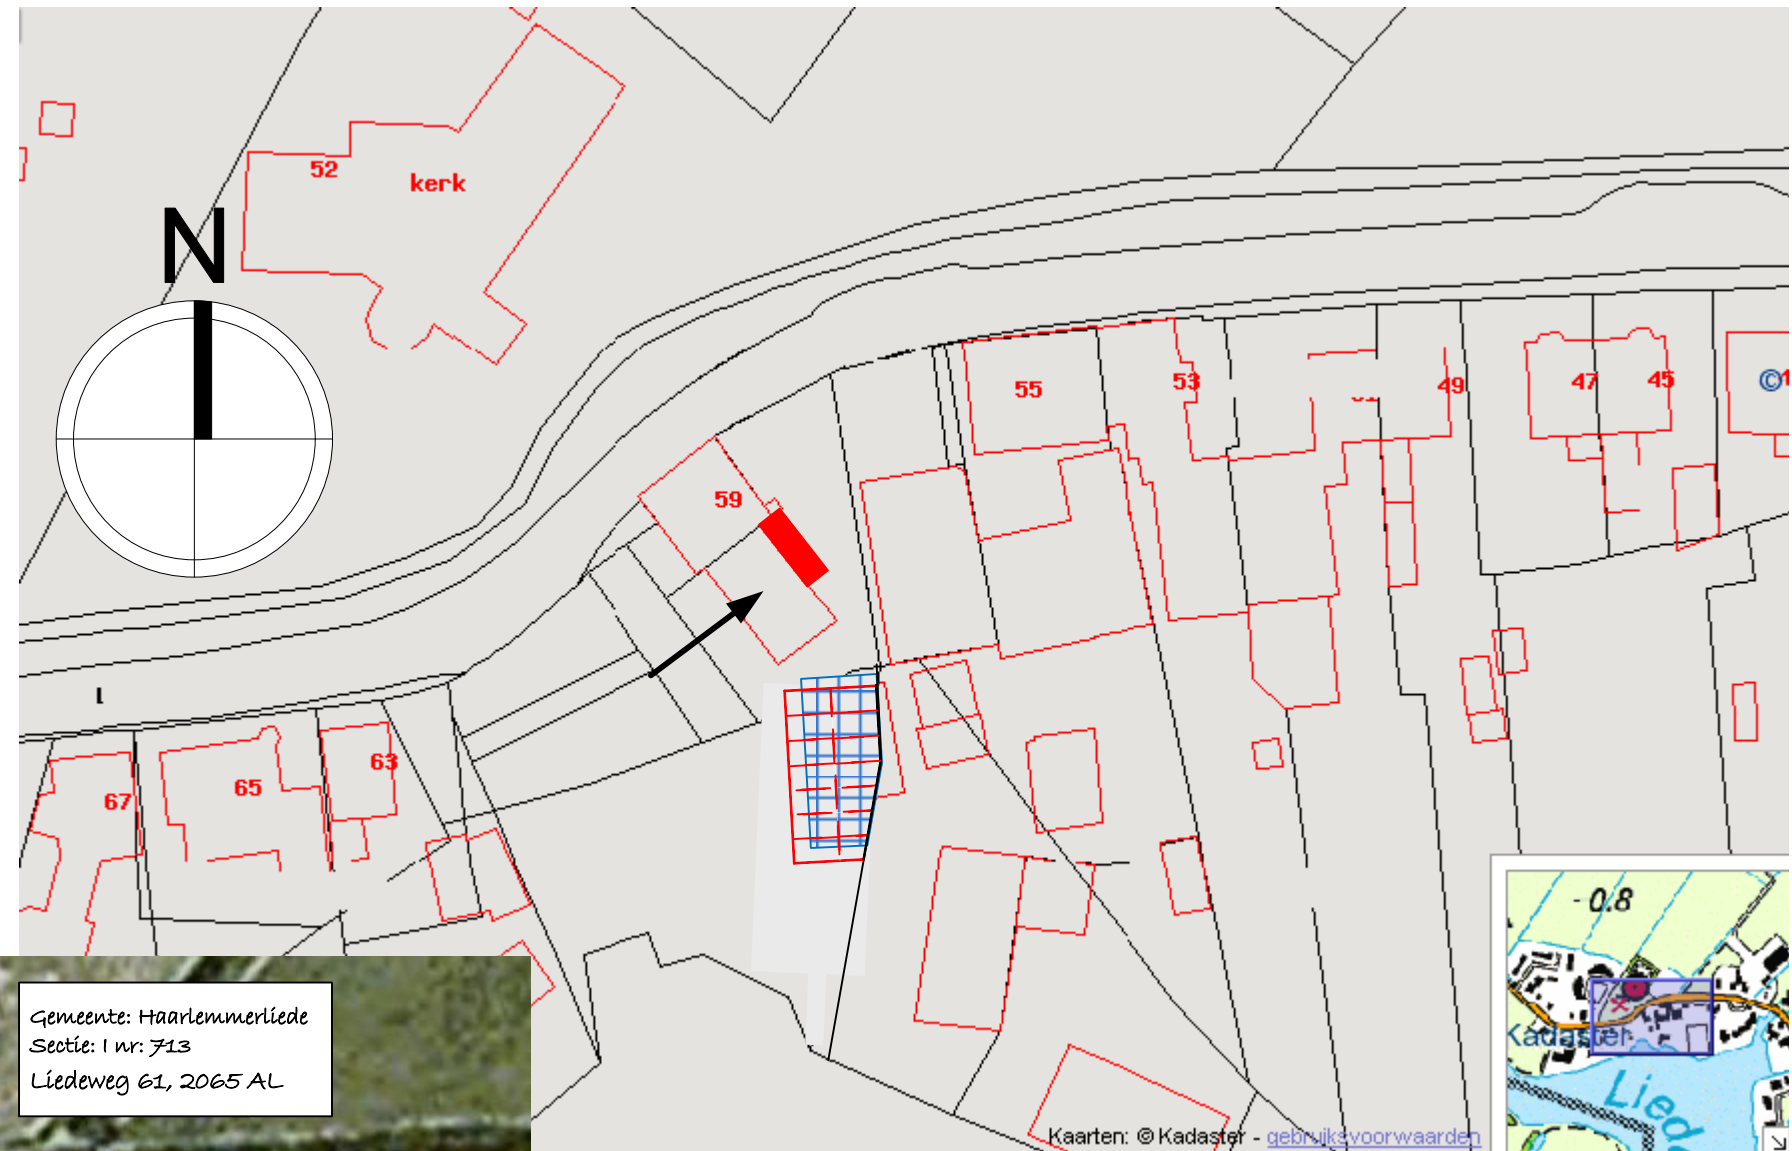 52
kerk
N
59
55
53
49
47
45
©
l
67
65
63
Gemeente: Haarlemmerliede
Sectie: I nr: 713
Liedeweg 61, 2065 AL
-0.8
Kadaster
Lied
Kaarten: © Kadaster - gebruiksvoorwaarden